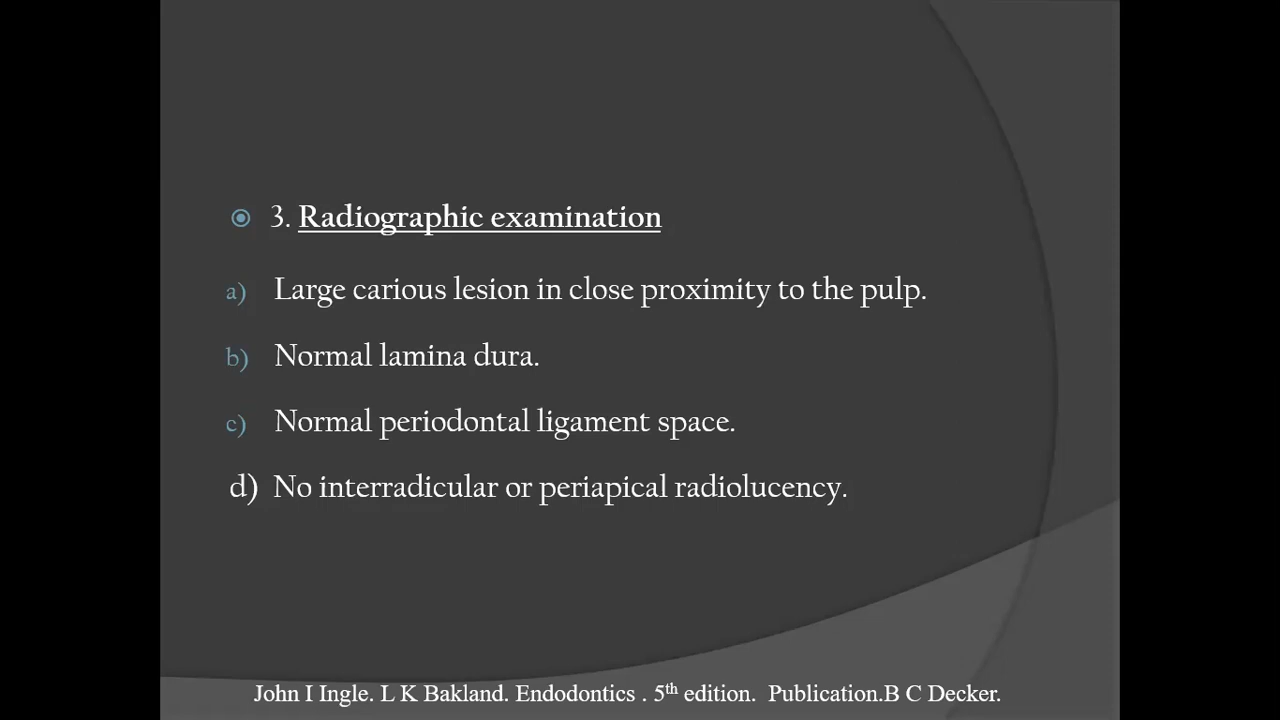 3. Radiographic examination
a) Large carious lesion in close proximity to the pulp.
b) Normal lamina dura.
c) Normal periodontal ligament space.
d) No interradicular or periapical radiolucency.
John I Ingle. L K Bakland. Endodontics . 5th edition.  Publication.B C Decker.